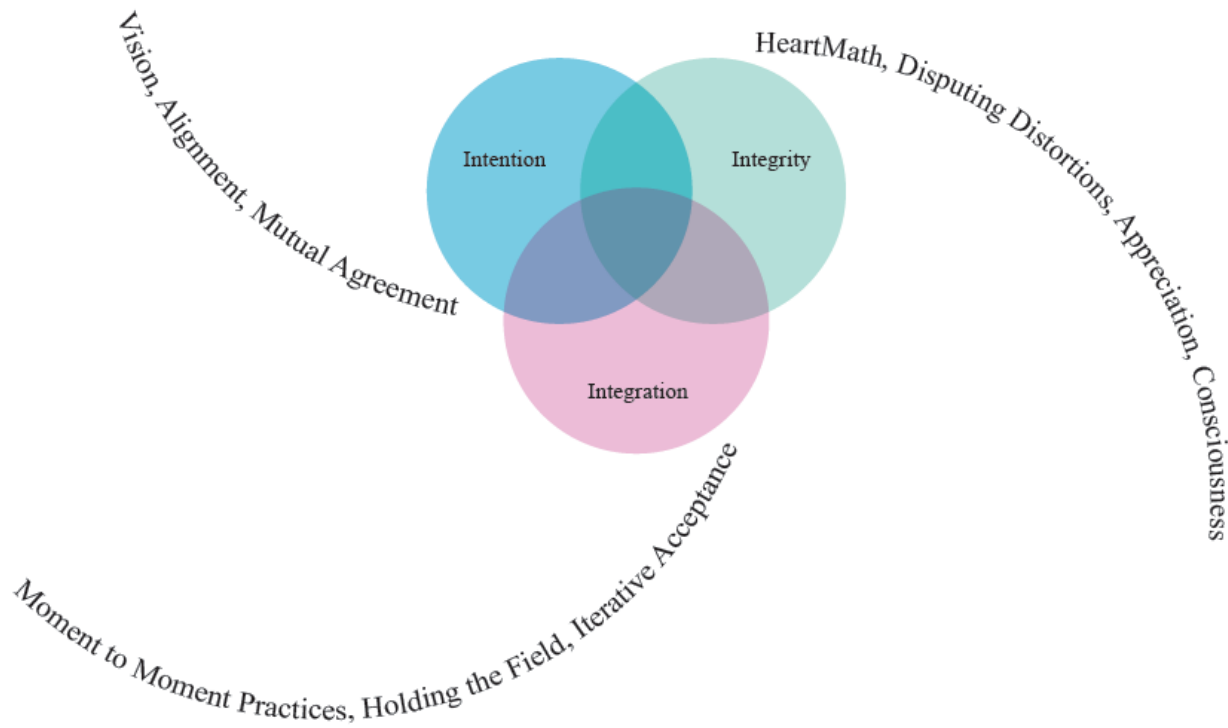 Vision, Alignment, Mutual Agreement
HeartMath, Disputing Distortions, Appreciation, Consciousness
Intention
Integrity
Integration
Moment to Moment Practices, Holding the Field, Iterative Acceptance